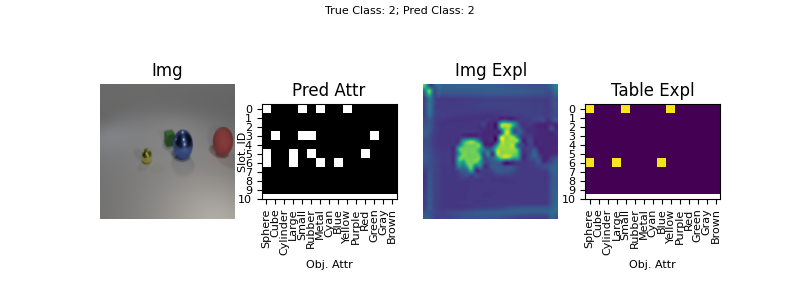 True Class: 2; Pred Class: 2
Img
Pred Attr
Img Expl
Table Expl
Slot. ID
0
1
2
3
4
5
6
7
8
9
10
0
1
2
3
4
5
6
7
8
9
10
Sphere
Cube
Cylinder
Large
Small
Rubber
Metal
Cyan
Blue
Yellow
Purple
Red
Green
Gray
Brown
Sphere
Cube
Cylinder
Large
Small
Rubber
Metal
Cyan
Blue
Yellow
Purple
Red
Green
Gray
Brown
Obj. Attr
Obj. Attr